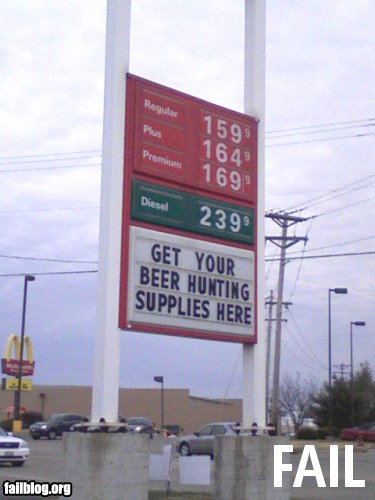 Regular 159 9
Plus 164 9
Premium 169 9
Diesel 239 9
GET YOUR
BEER HUNTING
SUPPLIES HERE
FAIL
failblog.org